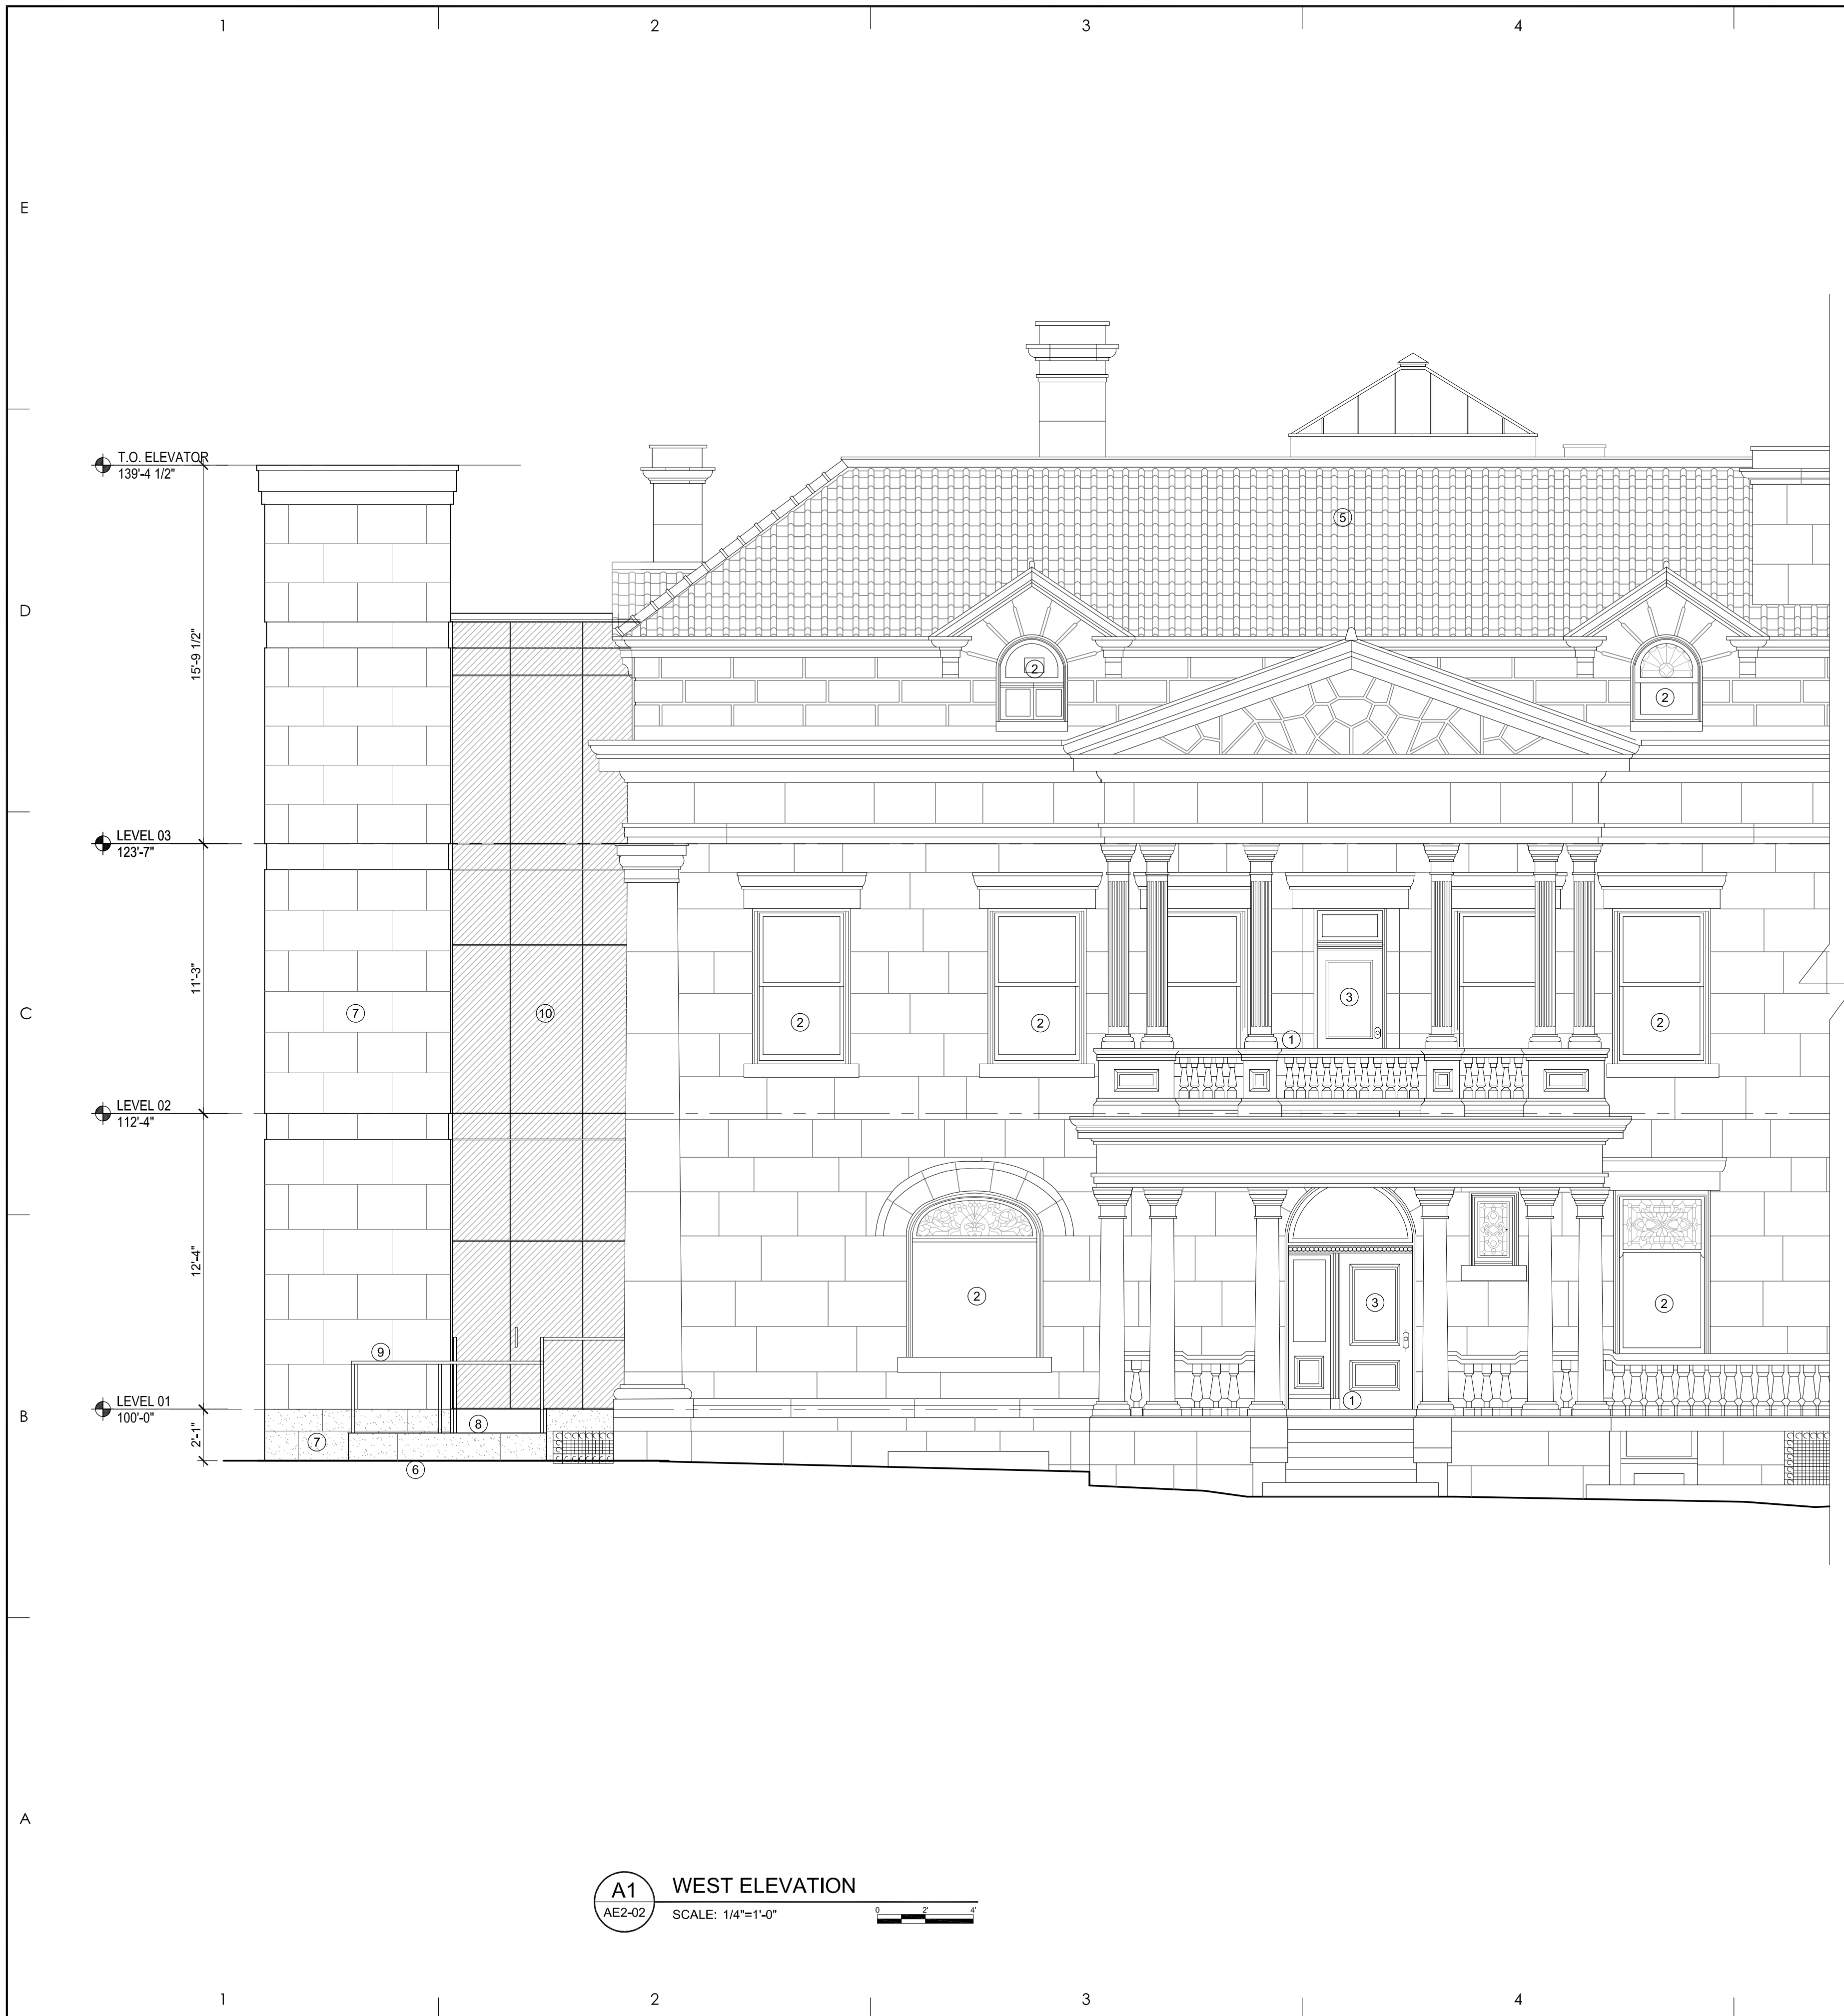 1 2 3 4
E
D
C
B
A
T.O. ELEVATOR
139'-4 1/2"
15'-9 1/2"
LEVEL 03
123'-7"
11'-3"
LEVEL 02
112'-4"
12'-4"
LEVEL 01
100'-0"
2'-1"
5
2
2
7
10
2
2
3
1
2
2
3
2
9
1
8
7
6
A1
AE2-02
WEST ELEVATION
SCALE: 1/4"=1'-0"
0 2' 4'
1 2 3 4